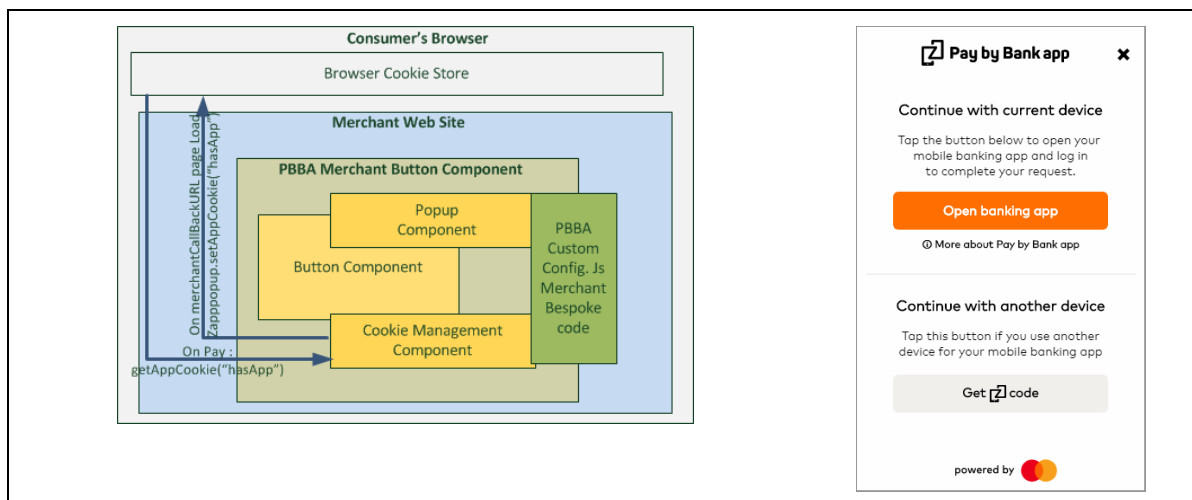 Consumer's Browser
Browser Cookie Store
On merchantCallBackURL page Load
Zapppopup.setAppCookie("hasApp")
Merchant Web Site
PBBA Merchant Button Component
Popup
Component
Button Component
PBBA
Custom
Config. Js
Merchant
Bespoke
code
Cookie Management
Component
On Pay :
getAppCookie("hasApp")
Pay by Bank app
Continue with current device
Tap the button below to open your
mobile banking app and log in
to complete your request.
Open banking app
More about Pay by Bank app
Continue with another device
Tap this button if you use another
device for your mobile banking app
Get code
powered by